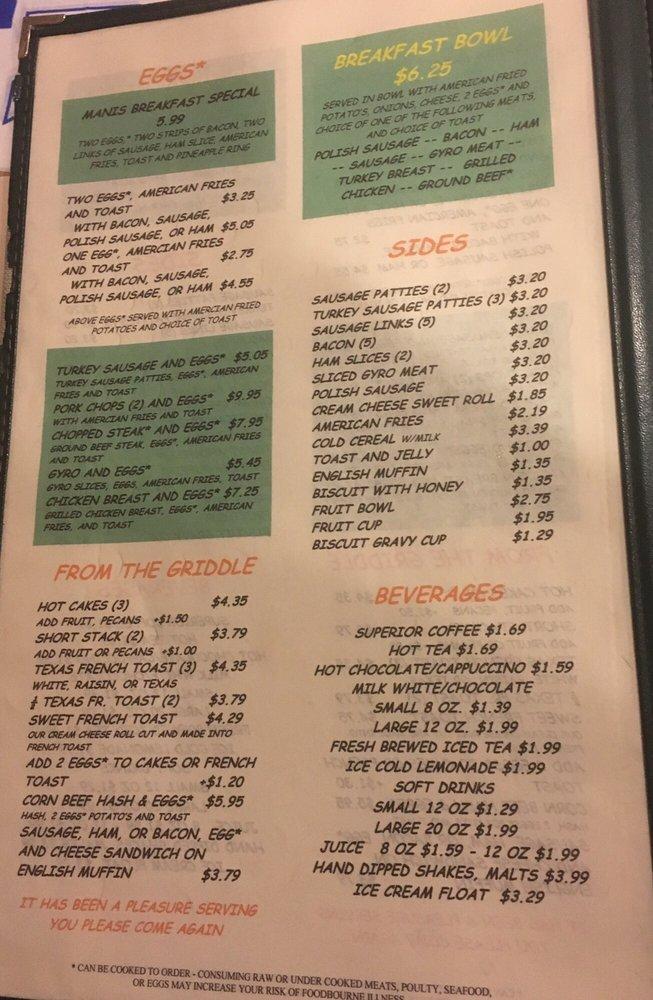 EGGS*
MANIS BREAKFAST SPECIAL
5.99
TWO EGGS,* TWO STRIPS OF BACON, TWO
LINKS OF SAUSAGE, HAM SLICE, AMERICAN
FRIES, TOAST AND PINEAPPLE RING
TWO EGGS*, AMERICAN FRIES
AND TOAST $3.25
WITH BACON, SAUSAGE,
POLISH SAUSAGE, OR HAM $5.05
ONE EGG*, AMERCIAN FRIES
AND TOAST $2.75
WITH BACON, SAUSAGE,
POLISH SAUSAGE, OR HAM $4.55
ABOVE EGGS* SERVED WITH AMERCIAN FRIED
POTATOES AND CHOICE OF TOAST
TURKEY SAUSAGE AND EGGS* $5.05
TURKEY SAUSAGE PATTIES, EGGS*, AMERICAN
FRIES AND TOAST
PORK CHOPS (2) AND EGGS* $9.95
WITH AMERCIAN FRIES AND TOAST
CHOPPED STEAK* AND EGGS* $7.95
GROUND BEEF STEAK, EGGS*, AMERICAN FRIES
AND TOAST
GYRO AND EGGS* $5.45
GYRO SLICES, EGGS, AMERICAN FRIES, TOAST
CHICKEN BREAST AND EGGS* $7.25
GRILLED CHICKEN BREAST, EGGS*, AMERICAN
FRIES, AND TOAST
FROM THE GRIDDLE
HOT CAKES (3) $4.35
ADD FRUIT, PECANS +$1.50
SHORT STACK (2) $3.79
ADD FRUIT OR PECANS +$1.00
TEXAS FRENCH TOAST (3) $4.35
WHITE, RAISIN, OR TEXAS
½ TEXAS FR. TOAST (2) $3.79
SWEET FRENCH TOAST $4.29
OUR CREAM CHEESE ROLL CUT AND MADE INTO
FRENCH TOAST
ADD 2 EGGS* TO CAKES OR FRENCH
TOAST +$1.20
CORN BEEF HASH & EGGS* $5.95
HASH, 2 EGGS* POTATO'S AND TOAST
SAUSAGE, HAM, OR BACON, EGG*
AND CHEESE SANDWICH ON
ENGLISH MUFFIN $3.79
IT HAS BEEN A PLEASURE SERVING
YOU PLEASE COME AGAIN
BREAKFAST BOWL
$6.25
SERVED IN BOWL WITH AMERICAN FRIED
POTATO'S, ONIONS, CHEESE, 2 EGGS* AND
CHOICE OF ONE OF THE FOLLOWING MEATS,
AND CHOICE OF TOAST
POLISH SAUSAGE -- BACON -- HAM
-- SAUSAGE -- GYRO MEAT --
TURKEY BREAST -- GRILLED
CHICKEN -- GROUND BEEF*
SIDES
SAUSAGE PATTIES (2) $3.20
TURKEY SAUSAGE PATTIES (3) $3.20
SAUSAGE LINKS (5) $3.20
BACON (5) $3.20
HAM SLICES (2) $3.20
SLICED GYRO MEAT $3.20
POLISH SAUSAGE $3.20
CREAM CHEESE SWEET ROLL $1.85
AMERICAN FRIES $2.19
COLD CEREAL W/MILK $3.39
TOAST AND JELLY $1.00
ENGLISH MUFFIN $1.35
BISCUIT WITH HONEY $1.35
FRUIT BOWL $2.75
FRUIT CUP $1.95
BISCUIT GRAVY CUP $1.29
BEVERAGES
SUPERIOR COFFEE $1.69
HOT TEA $1.69
HOT CHOCOLATE/CAPPUCCINO $1.59
MILK WHITE/CHOCOLATE
SMALL 8 OZ. $1.39
LARGE 12 OZ. $1.99
FRESH BREWED ICED TEA $1.99
ICE COLD LEMONADE $1.99
SOFT DRINKS
SMALL 12 OZ $1.29
LARGE 20 OZ $1.99
JUICE 8 OZ $1.59 - 12 OZ $1.99
HAND DIPPED SHAKES, MALTS $3.99
ICE CREAM FLOAT $3.29
* CAN BE COOKED TO ORDER - CONSUMING RAW OR UNDER COOKED MEATS, POULTY, SEAFOOD,
OR EGGS MAY INCREASE YOUR RISK OF FOODBOURNE ILLNESS